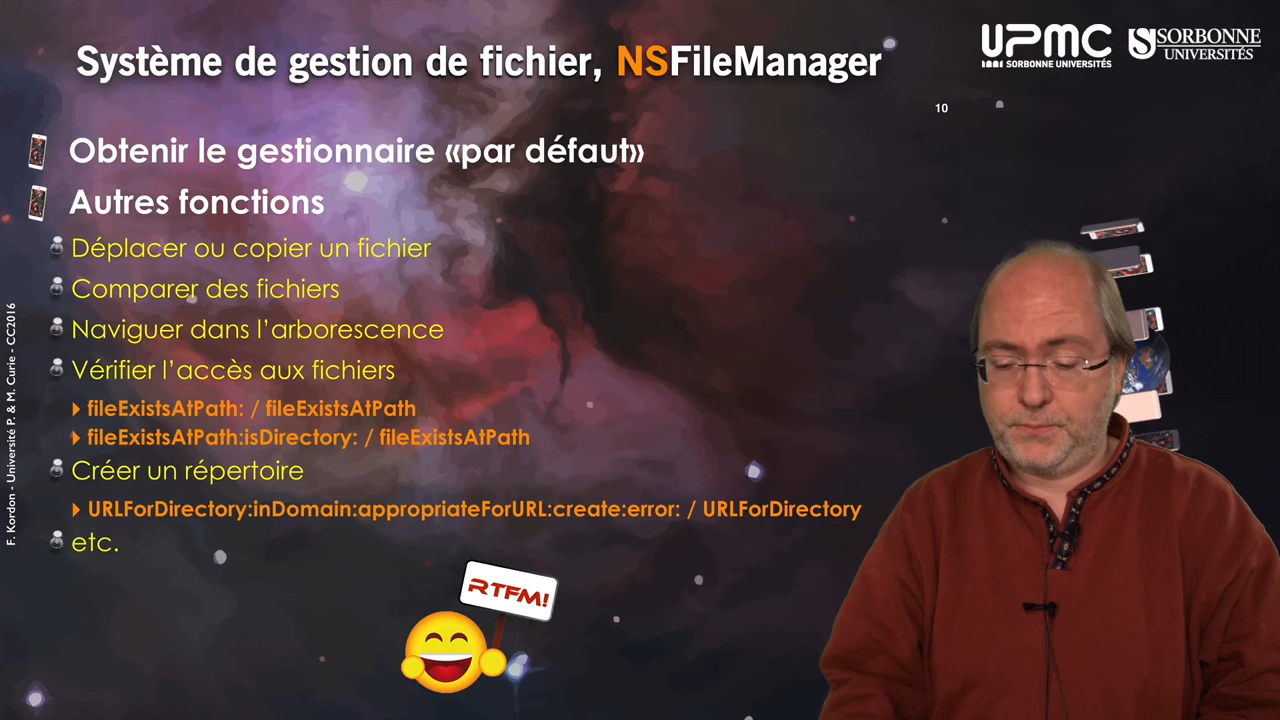 Système de gestion de fichier, NSFileManager
UPMC
SORBONNE UNIVERSITÉS
SORBONNE
UNIVERSITÉS
10
Obtenir le gestionnaire «par défaut»
Autres fonctions
Déplacer ou copier un fichier
Comparer des fichiers
Naviguer dans l’arborescence
Vérifier l’accès aux fichiers
fileExistsAtPath: / fileExistsAtPath
fileExistsAtPath:isDirectory: / fileExistsAtPath
Créer un répertoire
URLForDirectory:inDomain:appropriateForURL:create:error: / URLForDirectory
etc.
RTFM!
F. Kordon - Université P. & M. Curie - CC2016